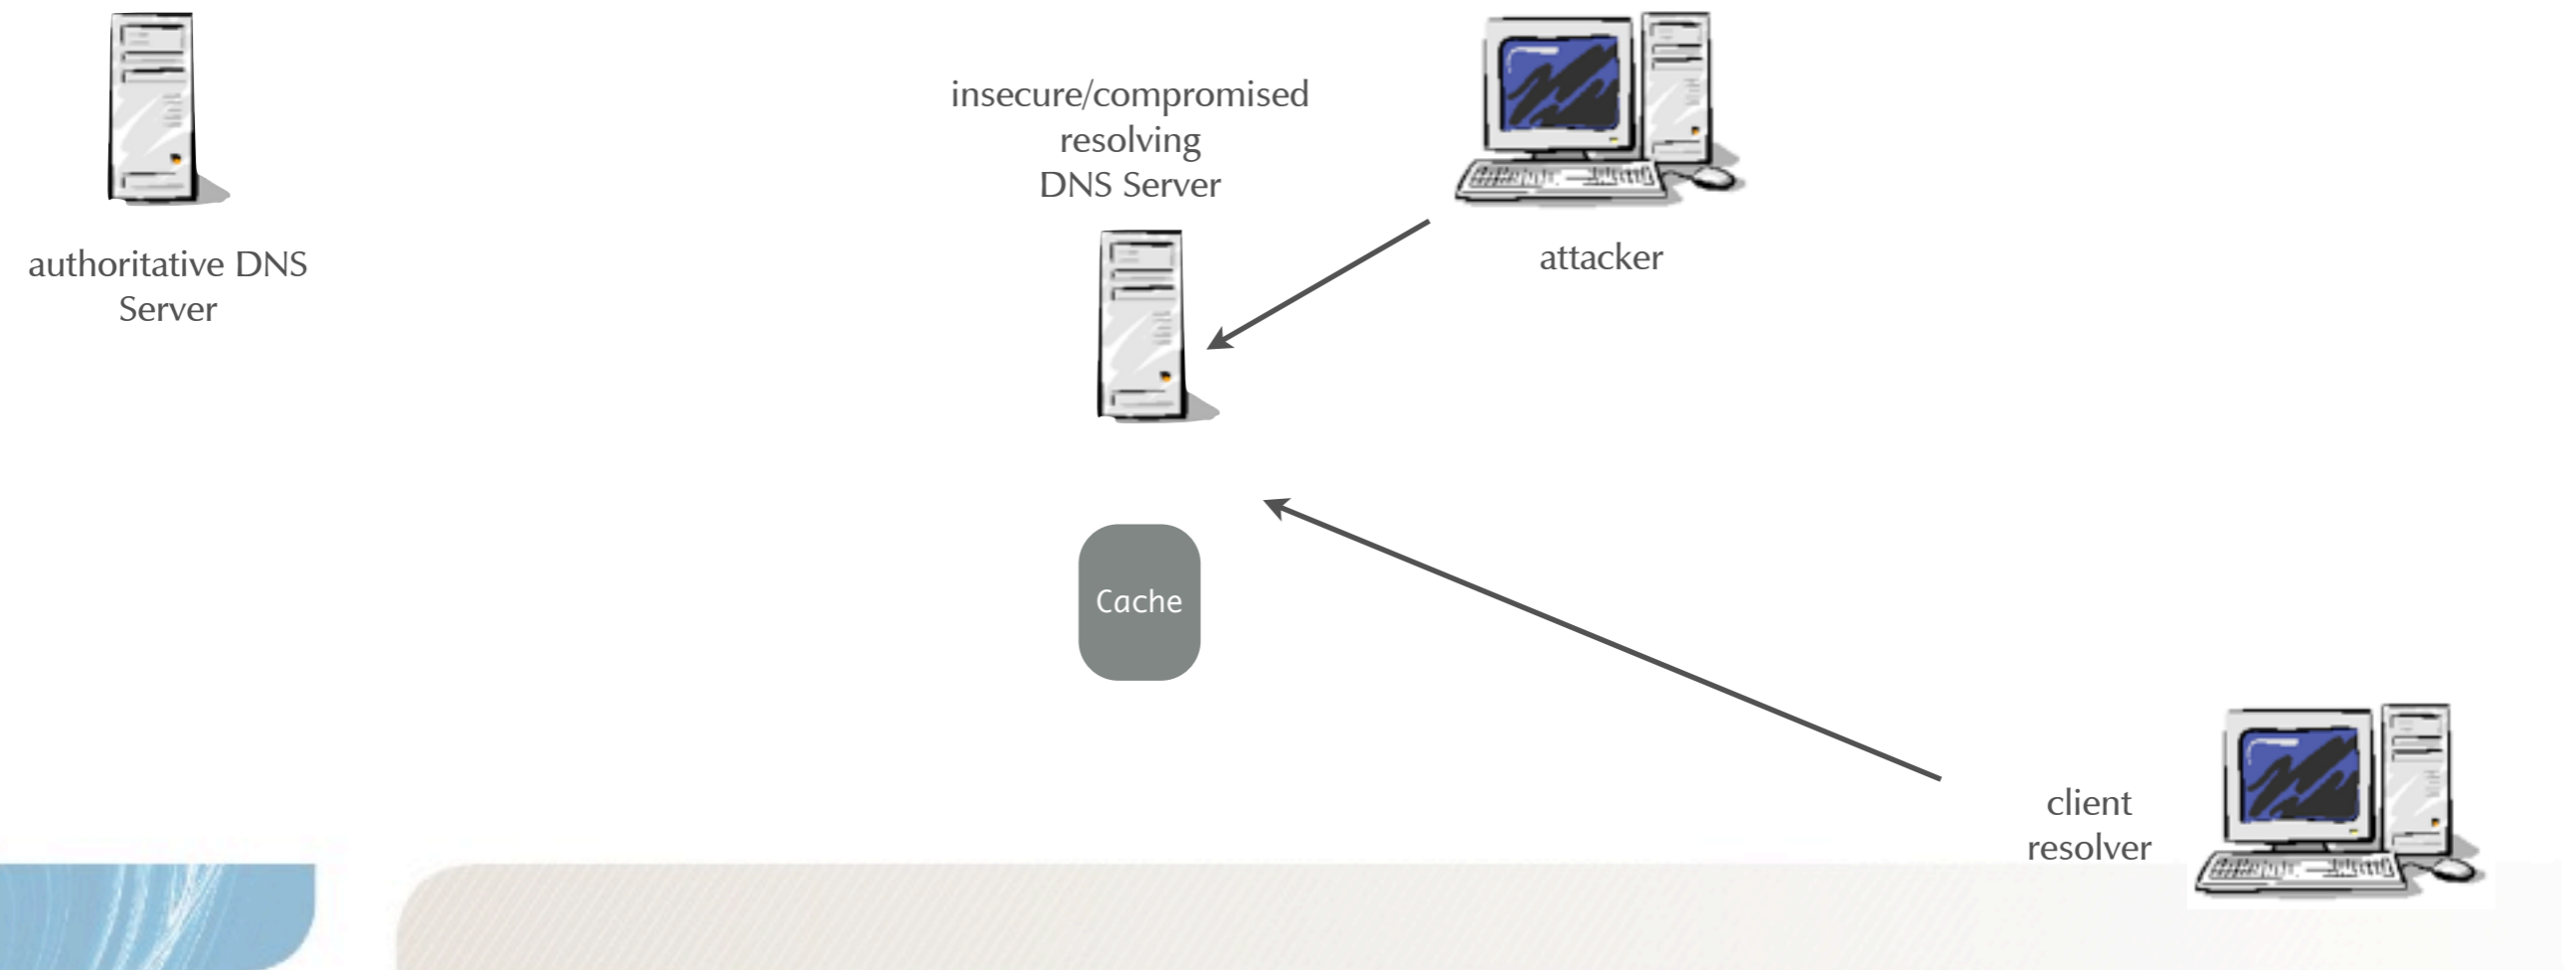 authoritative DNS
Server
insecure/compromised
resolving
DNS Server
attacker
Cache
client
resolver